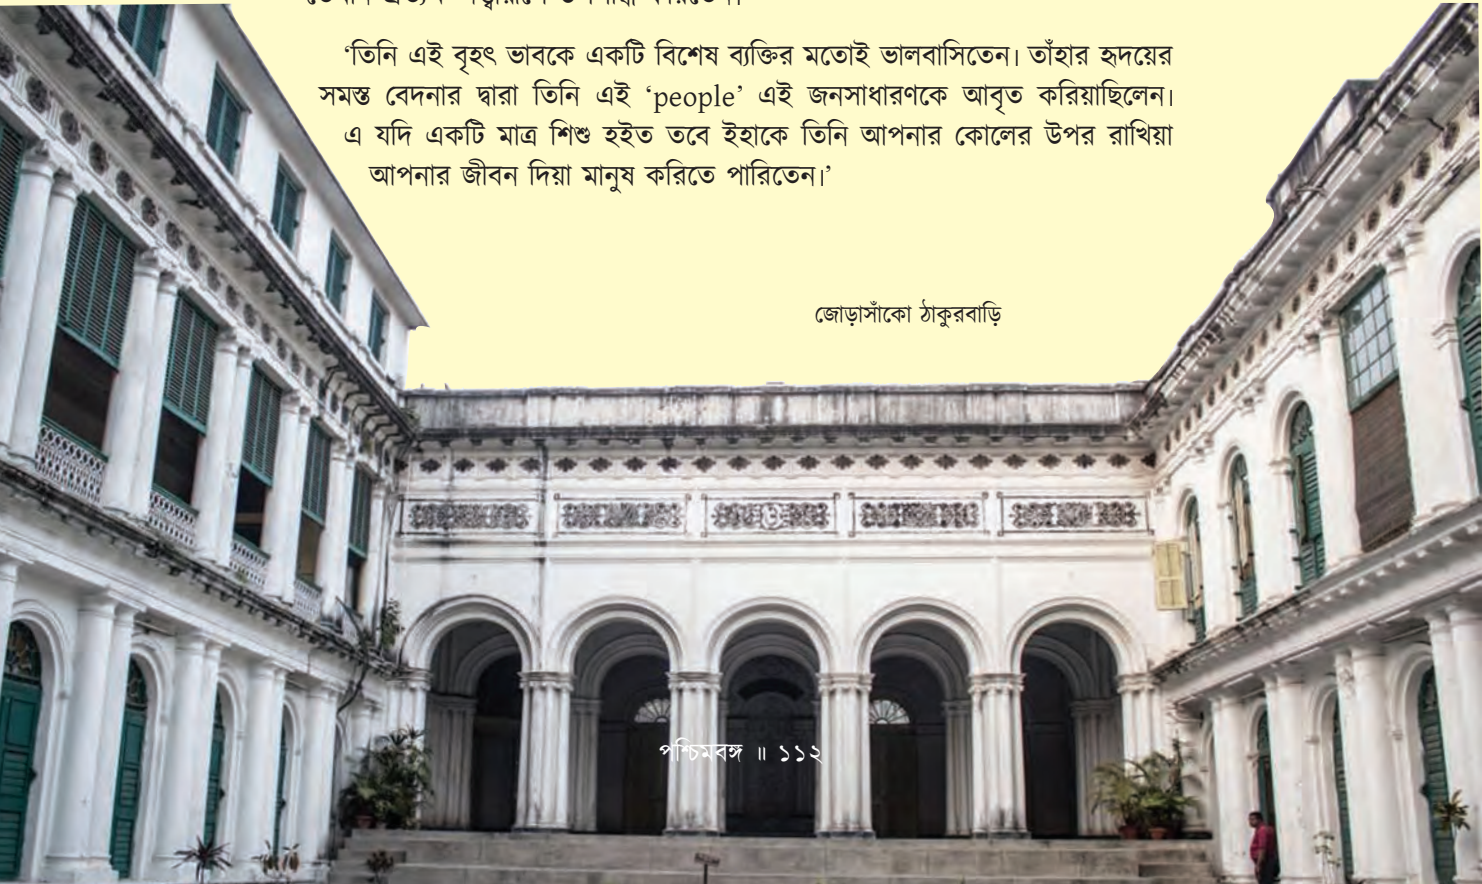 ‘তিনি এই বৃহৎ ভাবকে একটি বিশেষ ব্যক্তির মতোই ভালবাসিতেন। তাঁহার হৃদয়ের
সমস্ত বেদনার দ্বারা তিনি এই ‘people’ এই জনসাধারণকে আবৃত করিয়াছিলেন।
এ যদি একটি মাত্র শিশু হইত তবে ইহাকে তিনি আপনার কোলের উপর রাখিয়া
আপনার জীবন দিয়া মানুষ করিতে পারিতেন।’
জোড়াসাঁকো ঠাকুরবাড়ি
পশ্চিমবঙ্গ ॥ ১১২